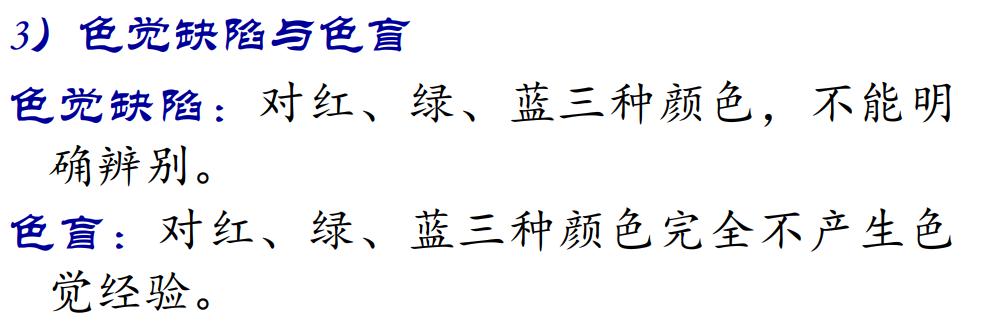 3）色觉缺陷与色盲
色觉缺陷：对红、绿、蓝三种颜色，不能明
确辨别。
色盲：对红、绿、蓝三种颜色完全不产生色
觉经验。